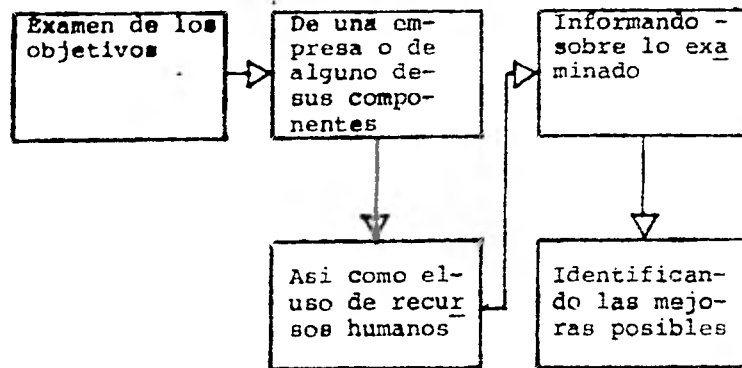 Examen de los
objetivos
De una em-
presa o de
alguno de-
sus compo-
nentes
Asi como el-
uso de recur
sos humanos
Informando -
sobre lo exa
minado
Identifican-
do las mejo-
ras posibles